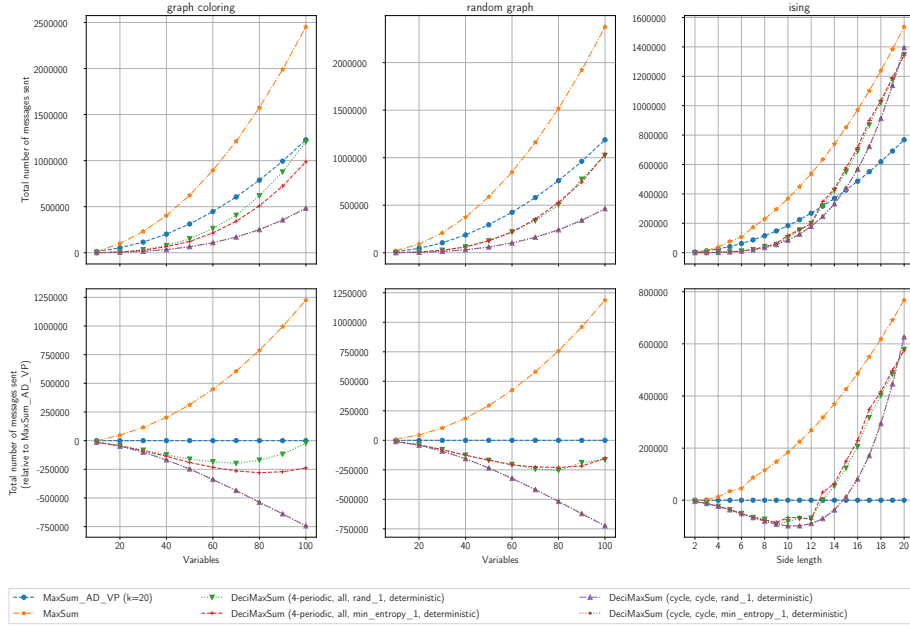 graph coloring
random graph
ising
Total number of messages sent
2500000
2000000
1500000
1000000
500000
0
2000000
1500000
1000000
500000
0
1600000
1400000
1200000
1000000
800000
600000
400000
200000
0
Total number of messages sent
(relative to MaxSum_AD_VP)
1250000
1000000
750000
500000
250000
0
-250000
-500000
-750000
20 40 60 80 100
Variables
1250000
1000000
750000
500000
250000
0
-250000
-500000
-750000
20 40 60 80 100
Variables
800000
600000
400000
200000
0
2 4 6 8 10 12 14 16 18 20
Side length
MaxSum_AD_VP (k=20)
MaxSum
DeciMaxSum (4-periodic, all, rand_1, deterministic)
DeciMaxSum (4-periodic, all, min_entropy_1, deterministic)
DeciMaxSum (cycle, cycle, rand_1, deterministic)
DeciMaxSum (cycle, cycle, min_entropy_1, deterministic)